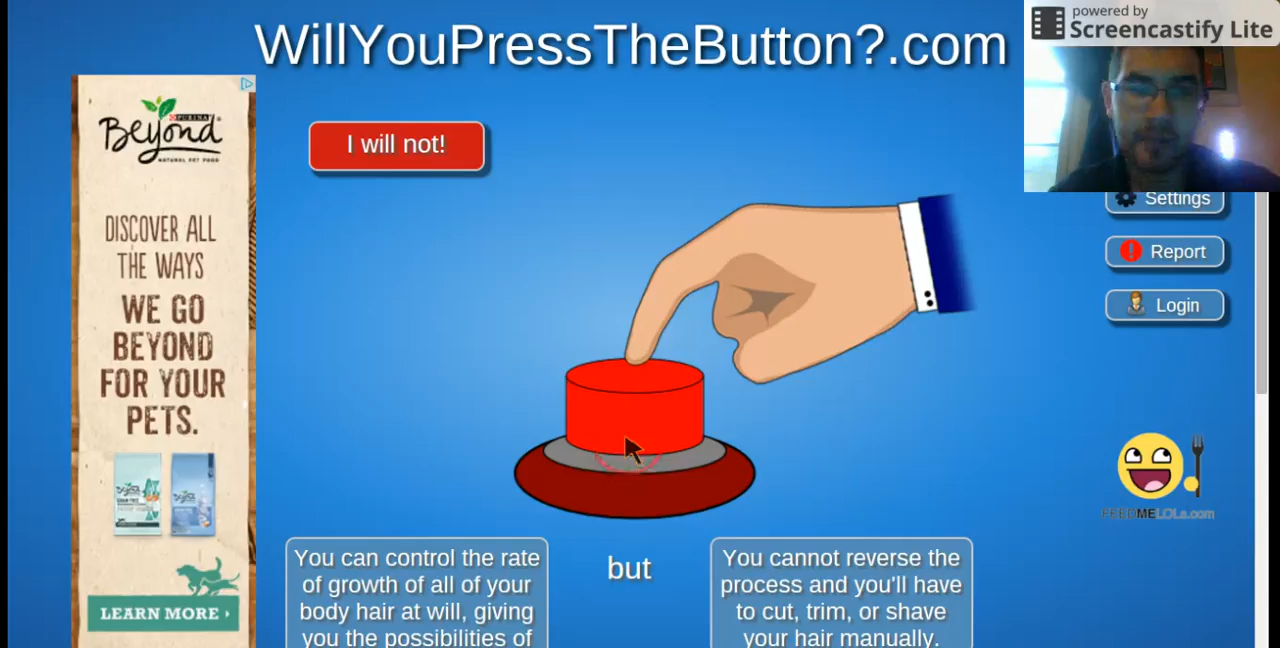 WillYouPressTheButton?.com
powered by
Screencastify Lite
PURINA
Beyond
NATURAL PET FOOD
DISCOVER ALL
THE WAYS
WE GO
BEYOND
FOR YOUR
PETS.
Beyond
LEARN MORE
I will not!
Settings
Report
Login
FEEDMELOLs.com
You can control the rate
of growth of all of your
body hair at will, giving
you the possibilities of
but
You cannot reverse the
process and you'll have
to cut, trim, or shave
your hair manually.